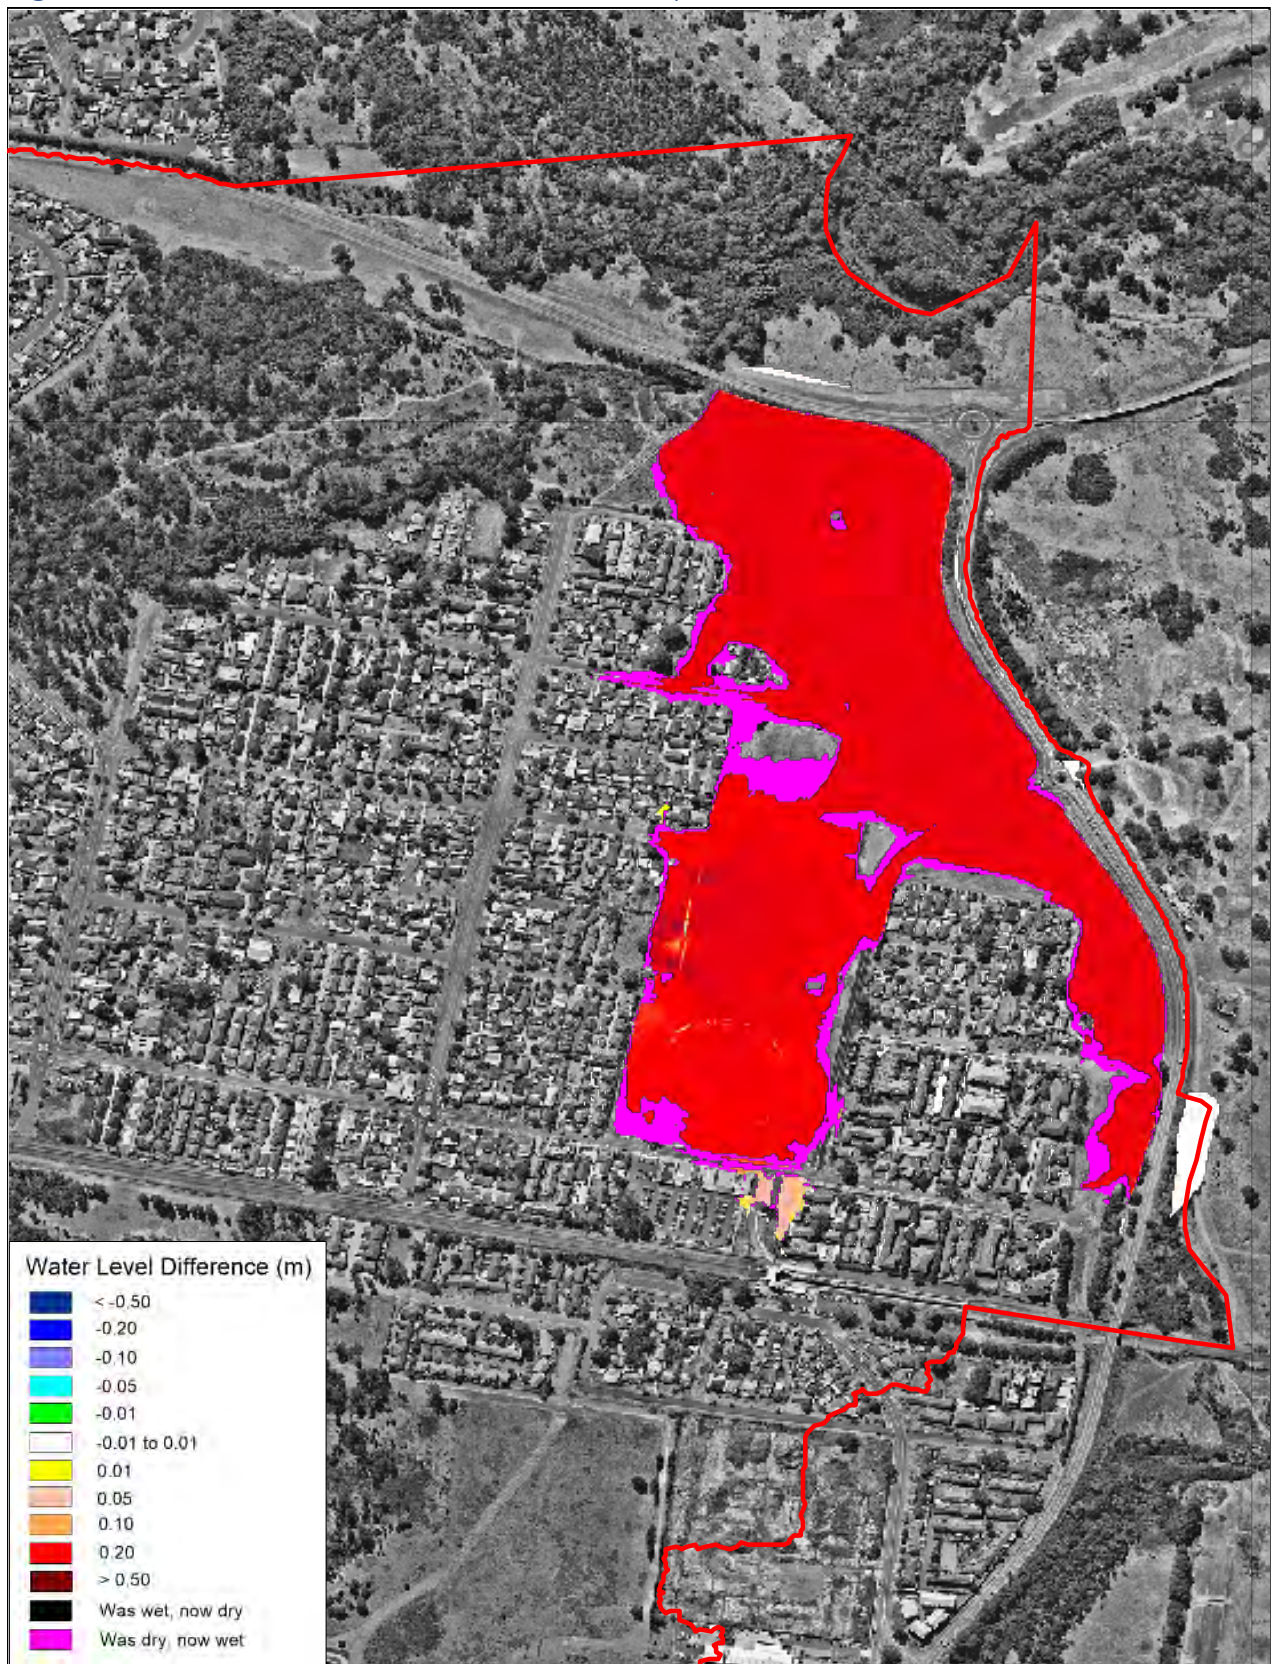 Water Level Difference (m)
< -0.50
-0.20
-0.10
-0.05
-0.01
-0.01 to 0.01
0.01
0.05
0.10
0.20
> 0.50
Was wet, now dry
Was dry, now wet